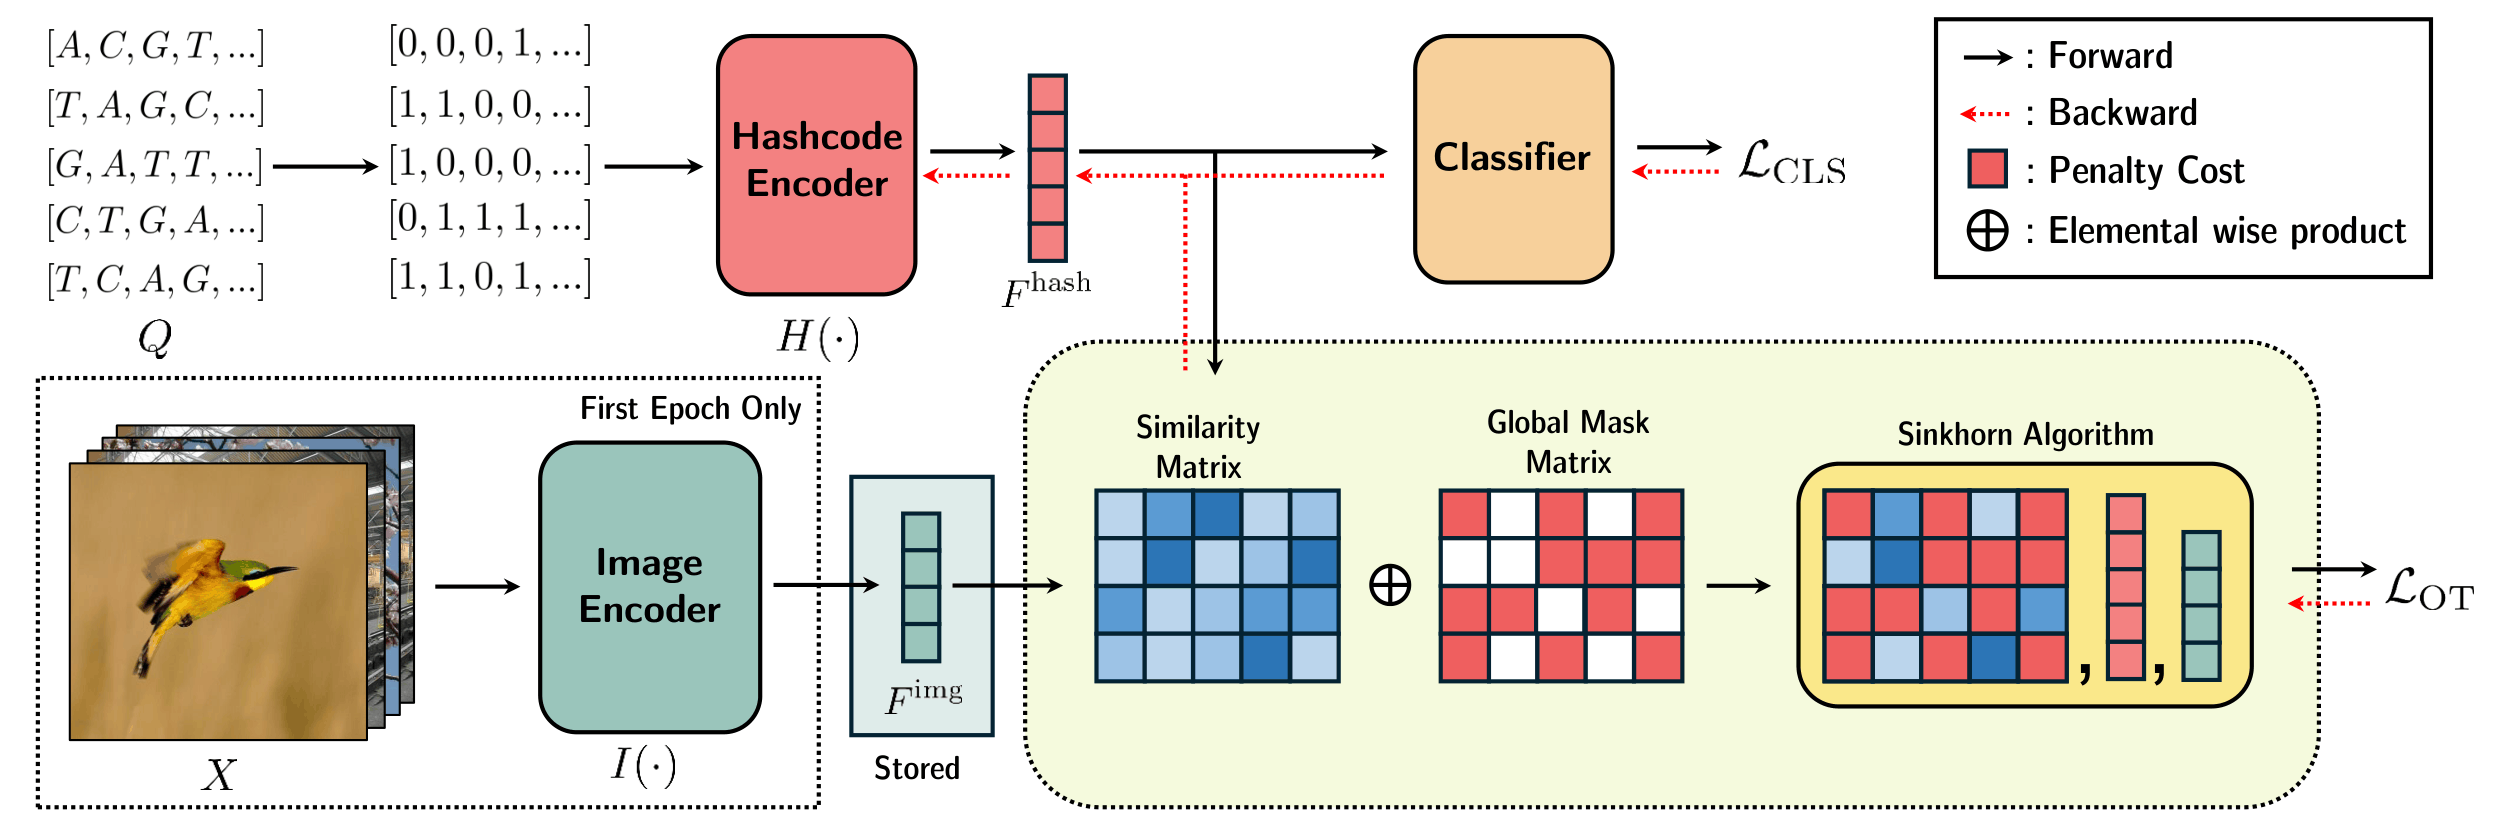 [A, C, G, T, ...]
[T, A, G, C, ...]
[G, A, T, T, ...]
[C, T, G, A, ...]
[T, C, A, G, ...]
Q
[0, 0, 0, 1, ...]
[1, 1, 0, 0, ...]
[1, 0, 0, 0, ...]
[0, 1, 1, 1, ...]
[1, 1, 0, 1, ...]
Hashcode
Encoder
H(·)
F^hash
Classifier
ℒ_CLS
: Forward
: Backward
: Penalty Cost
⊕ : Elemental wise product
First Epoch Only
X
Image
Encoder
I(·)
F^img
Stored
Similarity
Matrix
⊕
Global Mask
Matrix
Sinkhorn Algorithm
, ,
ℒ_OT